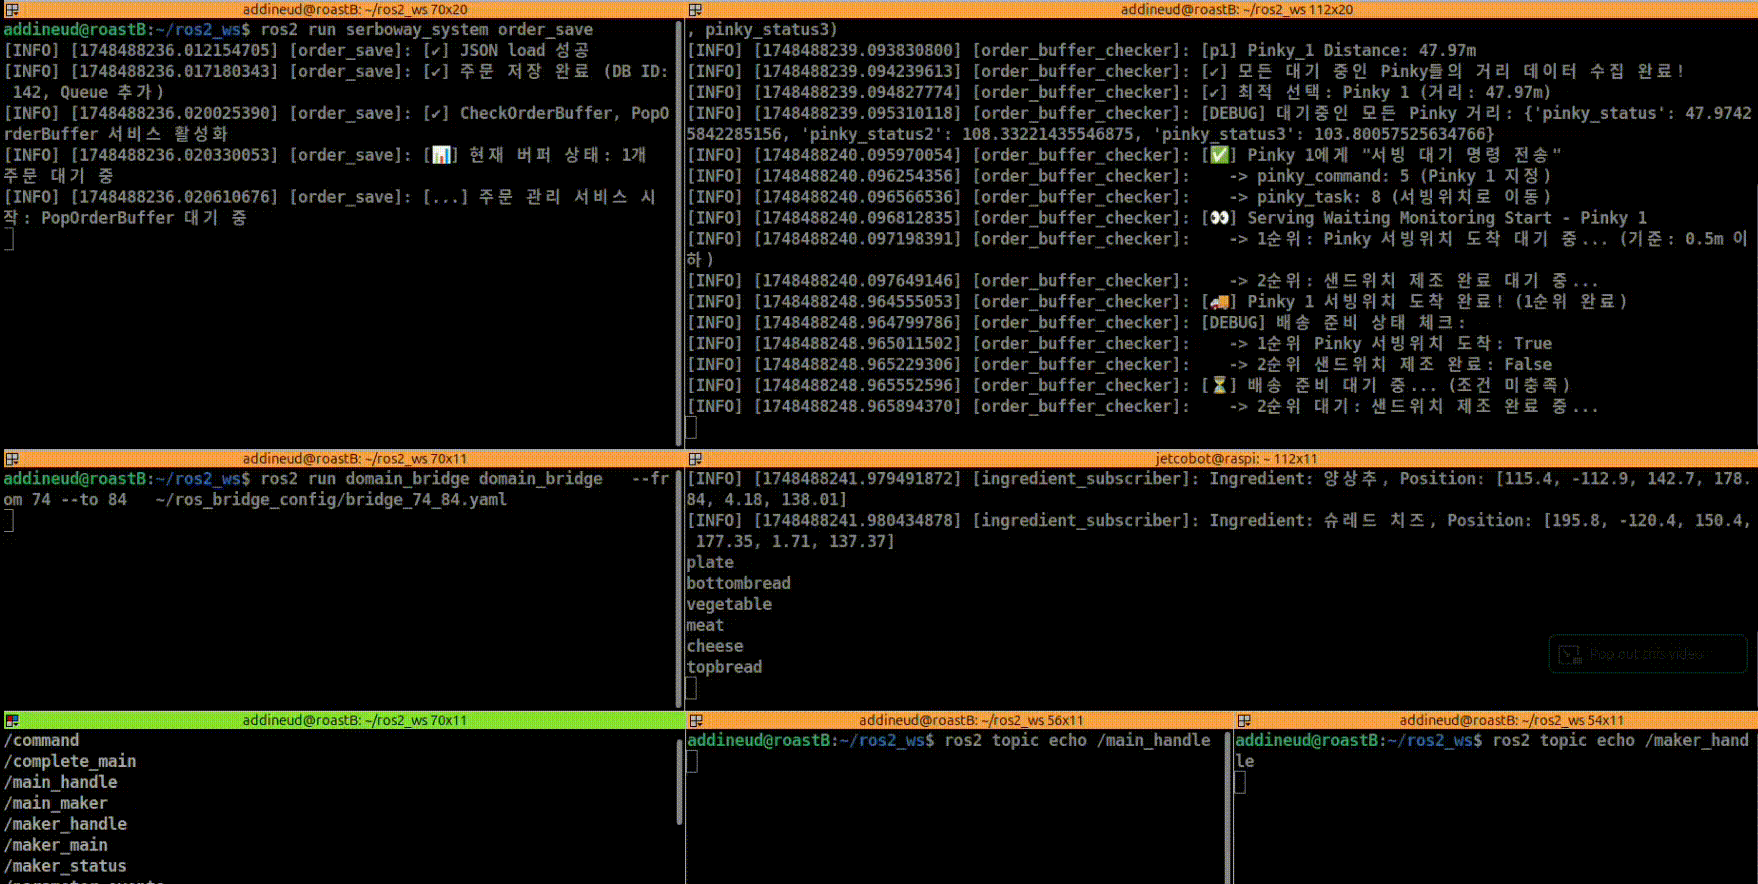 addineud@roastB: ~/ros2_ws 70x20
addineud@roastB:~/ros2_ws$ ros2 run serboway_system order_save
[INFO] [1748488236.012154705] [order_save]: [✔] JSON load 성공
[INFO] [1748488236.017180343] [order_save]: [✔] 주문 저장 완료 (DB ID:
142, Queue 추가)
[INFO] [1748488236.020025390] [order_save]: [✔] CheckOrderBuffer, PopO
rderBuffer 서비스 활성화
[INFO] [1748488236.020330053] [order_save]: [📊] 현재 버퍼 상태: 1개
주문 대기 중
[INFO] [1748488236.020610676] [order_save]: [...] 주문 관리 서비스 시
작: PopOrderBuffer 대기 중
addineud@roastB: ~/ros2_ws 112x20
, pinky_status3)
[INFO] [1748488239.093830800] [order_buffer_checker]: [p1] Pinky_1 Distance: 47.97m
[INFO] [1748488239.094239613] [order_buffer_checker]: [✔] 모든 대기 중인 Pinky들의 거리 데이터 수집 완료!
[INFO] [1748488239.094827774] [order_buffer_checker]: [✔] 최적 선택: Pinky 1 (거리: 47.97m)
[INFO] [1748488239.095310118] [order_buffer_checker]: [DEBUG] 대기중인 모든 Pinky 거리: {'pinky_status': 47.9742
5842285156, 'pinky_status2': 108.33221435546875, 'pinky_status3': 103.80057525634766}
[INFO] [1748488240.095970054] [order_buffer_checker]: [✅] Pinky 1에게 "서빙 대기 명령 전송"
[INFO] [1748488240.096254356] [order_buffer_checker]:    -> pinky_command: 5 (Pinky 1 지정)
[INFO] [1748488240.096566536] [order_buffer_checker]:    -> pinky_task: 8 (서빙위치로 이동)
[INFO] [1748488240.096812835] [order_buffer_checker]: [👀] Serving Waiting Monitoring Start - Pinky 1
[INFO] [1748488240.097198391] [order_buffer_checker]:    -> 1순위: Pinky 서빙위치 도착 대기 중... (기준: 0.5m 이
하)
[INFO] [1748488240.097649146] [order_buffer_checker]:    -> 2순위: 샌드위치 제조 완료 대기 중...
[INFO] [1748488248.964555053] [order_buffer_checker]: [🚚] Pinky 1 서빙위치 도착 완료! (1순위 완료)
[INFO] [1748488248.964799786] [order_buffer_checker]: [DEBUG] 배송 준비 상태 체크:
[INFO] [1748488248.965011502] [order_buffer_checker]:    -> 1순위 Pinky 서빙위치 도착: True
[INFO] [1748488248.965229306] [order_buffer_checker]:    -> 2순위 샌드위치 제조 완료: False
[INFO] [1748488248.965552596] [order_buffer_checker]: [⏳] 배송 준비 대기 중... (조건 미충족)
[INFO] [1748488248.965894370] [order_buffer_checker]:    -> 2순위 대기: 샌드위치 제조 완료 중...
addineud@roastB: ~/ros2_ws 70x11
addineud@roastB:~/ros2_ws$ ros2 run domain_bridge domain_bridge   --fr
om 74 --to 84   ~/ros_bridge_config/bridge_74_84.yaml
jetcobot@raspi: ~ 112x11
[INFO] [1748488241.979491872] [ingredient_subscriber]: Ingredient: 양상추, Position: [115.4, -112.9, 142.7, 178.
84, 4.18, 138.01]
[INFO] [1748488241.980434878] [ingredient_subscriber]: Ingredient: 슈레드 치즈, Position: [195.8, -120.4, 150.4,
177.35, 1.71, 137.37]
plate
bottombread
vegetable
meat
cheese
topbread
Pop out this video
addineud@roastB: ~/ros2_ws 70x11
/command
/complete_main
/main_handle
/main_maker
/maker_handle
/maker_main
/maker_status
addineud@roastB: ~/ros2_ws 56x11
addineud@roastB:~/ros2_ws$ ros2 topic echo /main_handle
addineud@roastB: ~/ros2_ws 54x11
addineud@roastB:~/ros2_ws$ ros2 topic echo /maker_hand
le